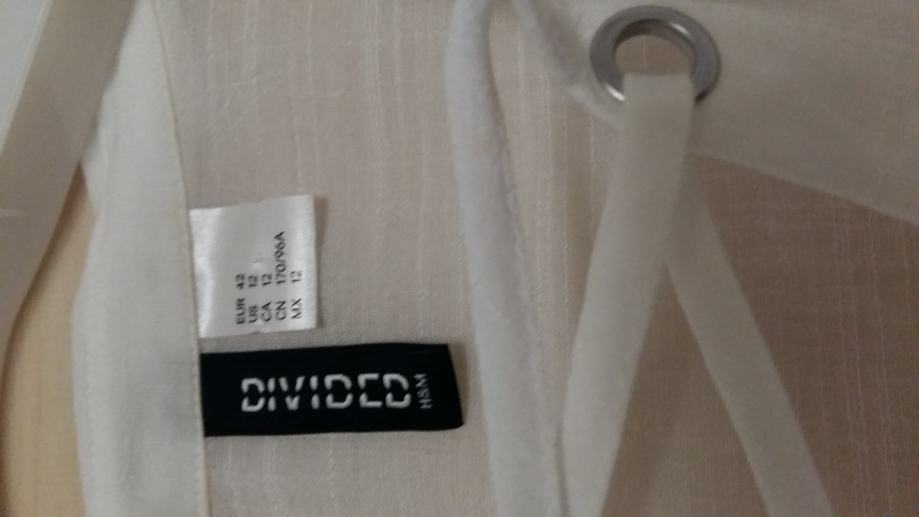 EUR 42
US 12
CA 12
CN 170/96A
MX 12
DIVIDED
H&M